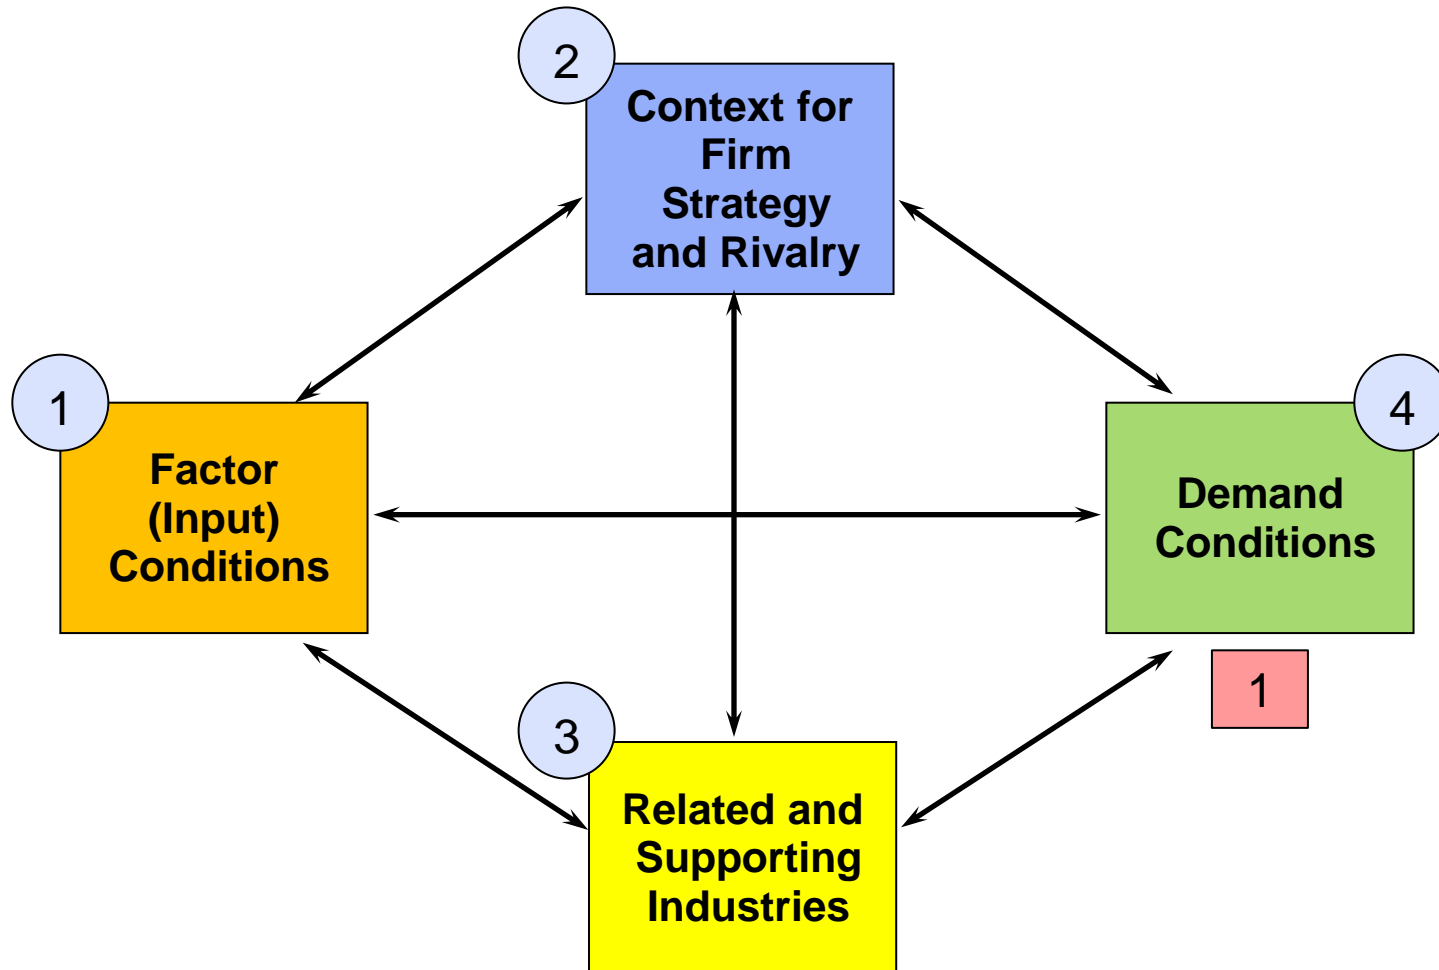 2
Context for
Firm
Strategy
and Rivalry
1
Factor
(Input)
Conditions
4
Demand
Conditions
1
3
Related and
Supporting
Industries